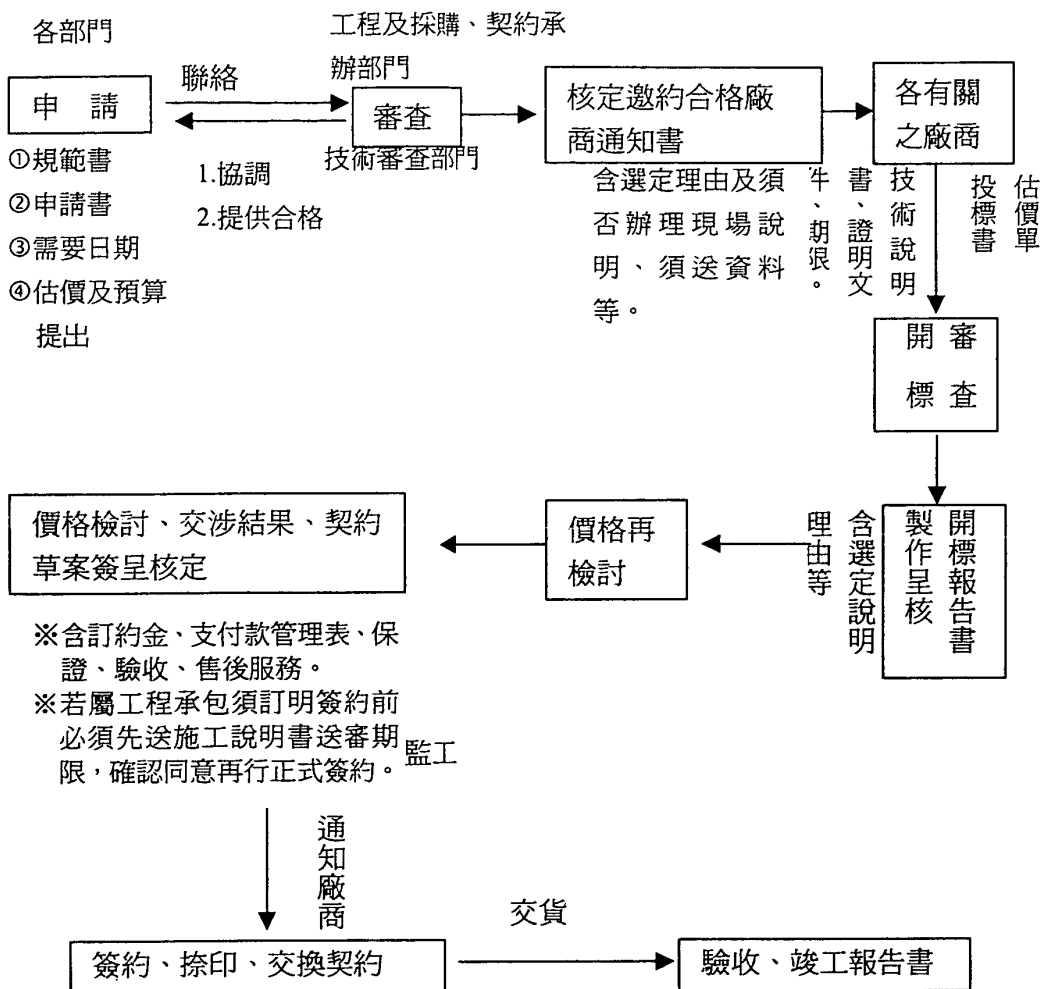 各部門
申　請
①規範書
②申請書
③需要日期
④估價及預算
提出
聯絡
1.協調
2.提供合格
工程及採購、契約承
辦部門
審查
技術審查部門
核定邀約合格廠
商通知書
含選定理由及須
否辦理現場說
明、須送資料
等。
各有關
之廠商
技術說明
書、證明文
件、期限。
估價單
投標書
審查
開標
開標報告書
製作呈核
含選定說明
理由等
價格再
檢討
價格檢討、交涉結果、契約
草案簽呈核定
※含訂約金、支付款管理表、保
證、驗收、售後服務。
※若屬工程承包須訂明簽約前
必須先送施工說明書送審期
限，確認同意再行正式簽約。
監工
通知廠商
簽約、捺印、交換契約
交貨
驗收、竣工報告書